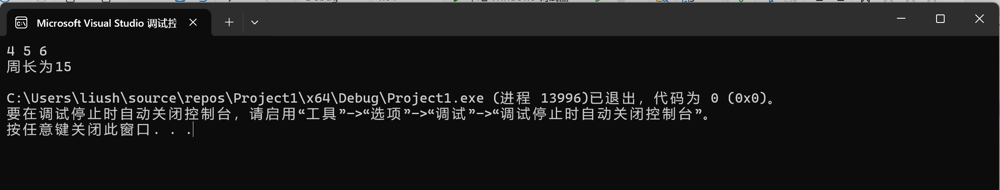 Microsoft Visual Studio 调试控
4 5 6
周长为15
C:\Users\liush\source\repos\Project1\x64\Debug\Project1.exe (进程 13996)已退出，代码为 0 (0x0)。
要在调试停止时自动关闭控制台，请启用“工具”->“选项”->“调试”->“调试停止时自动关闭控制台”。
按任意键关闭此窗口. . .